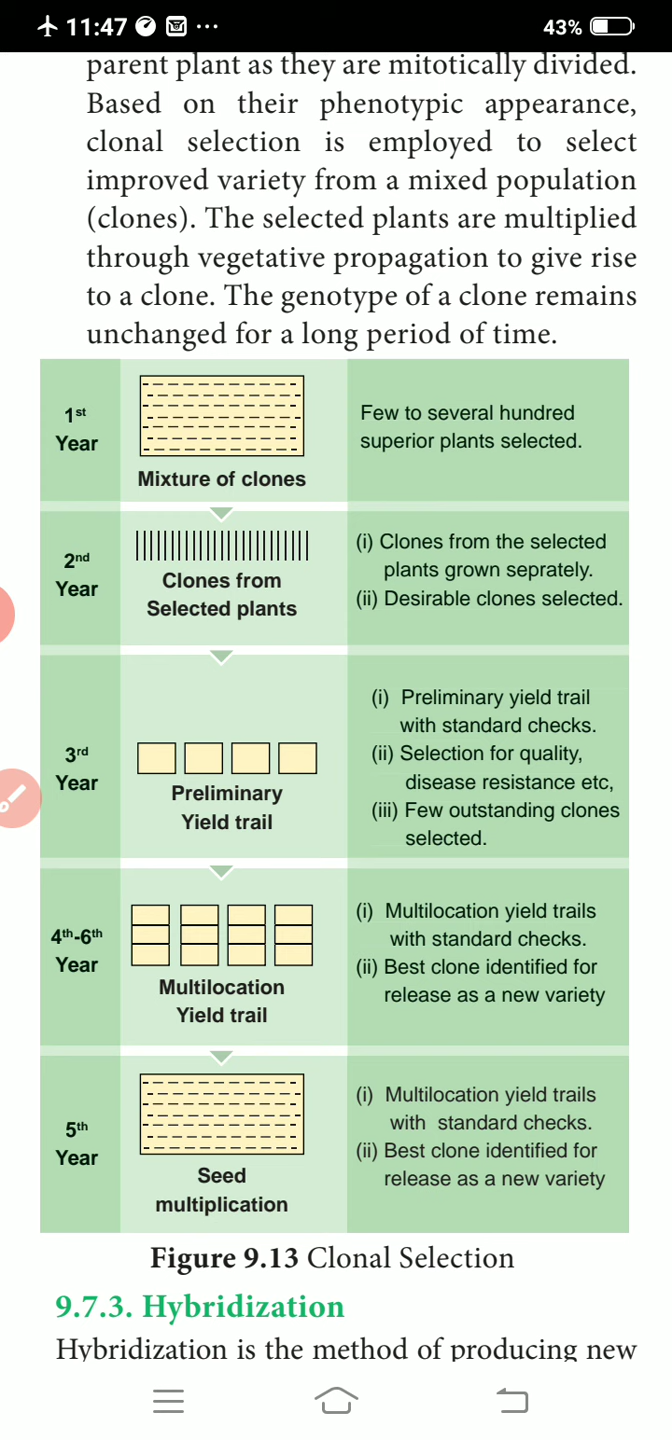 11:47 ... 43%
parent plant as they are mitotically divided.
Based on their phenotypic appearance,
clonal selection is employed to select
improved variety from a mixed population
(clones). The selected plants are multiplied
through vegetative propagation to give rise
to a clone. The genotype of a clone remains
unchanged for a long period of time.
1st
Year
Mixture of clones
Few to several hundred
superior plants selected.
2nd
Year
Clones from
Selected plants
(i) Clones from the selected
plants grown seprately.
(ii) Desirable clones selected.
3rd
Year
Preliminary
Yield trail
(i) Preliminary yield trail
with standard checks.
(ii) Selection for quality,
disease resistance etc,
(iii) Few outstanding clones
selected.
4th-6th
Year
Multilocation
Yield trail
(i) Multilocation yield trails
with standard checks.
(ii) Best clone identified for
release as a new variety
5th
Year
Seed
multiplication
(i) Multilocation yield trails
with standard checks.
(ii) Best clone identified for
release as a new variety
Figure 9.13 Clonal Selection
9.7.3. Hybridization
Hybridization is the method of producing new